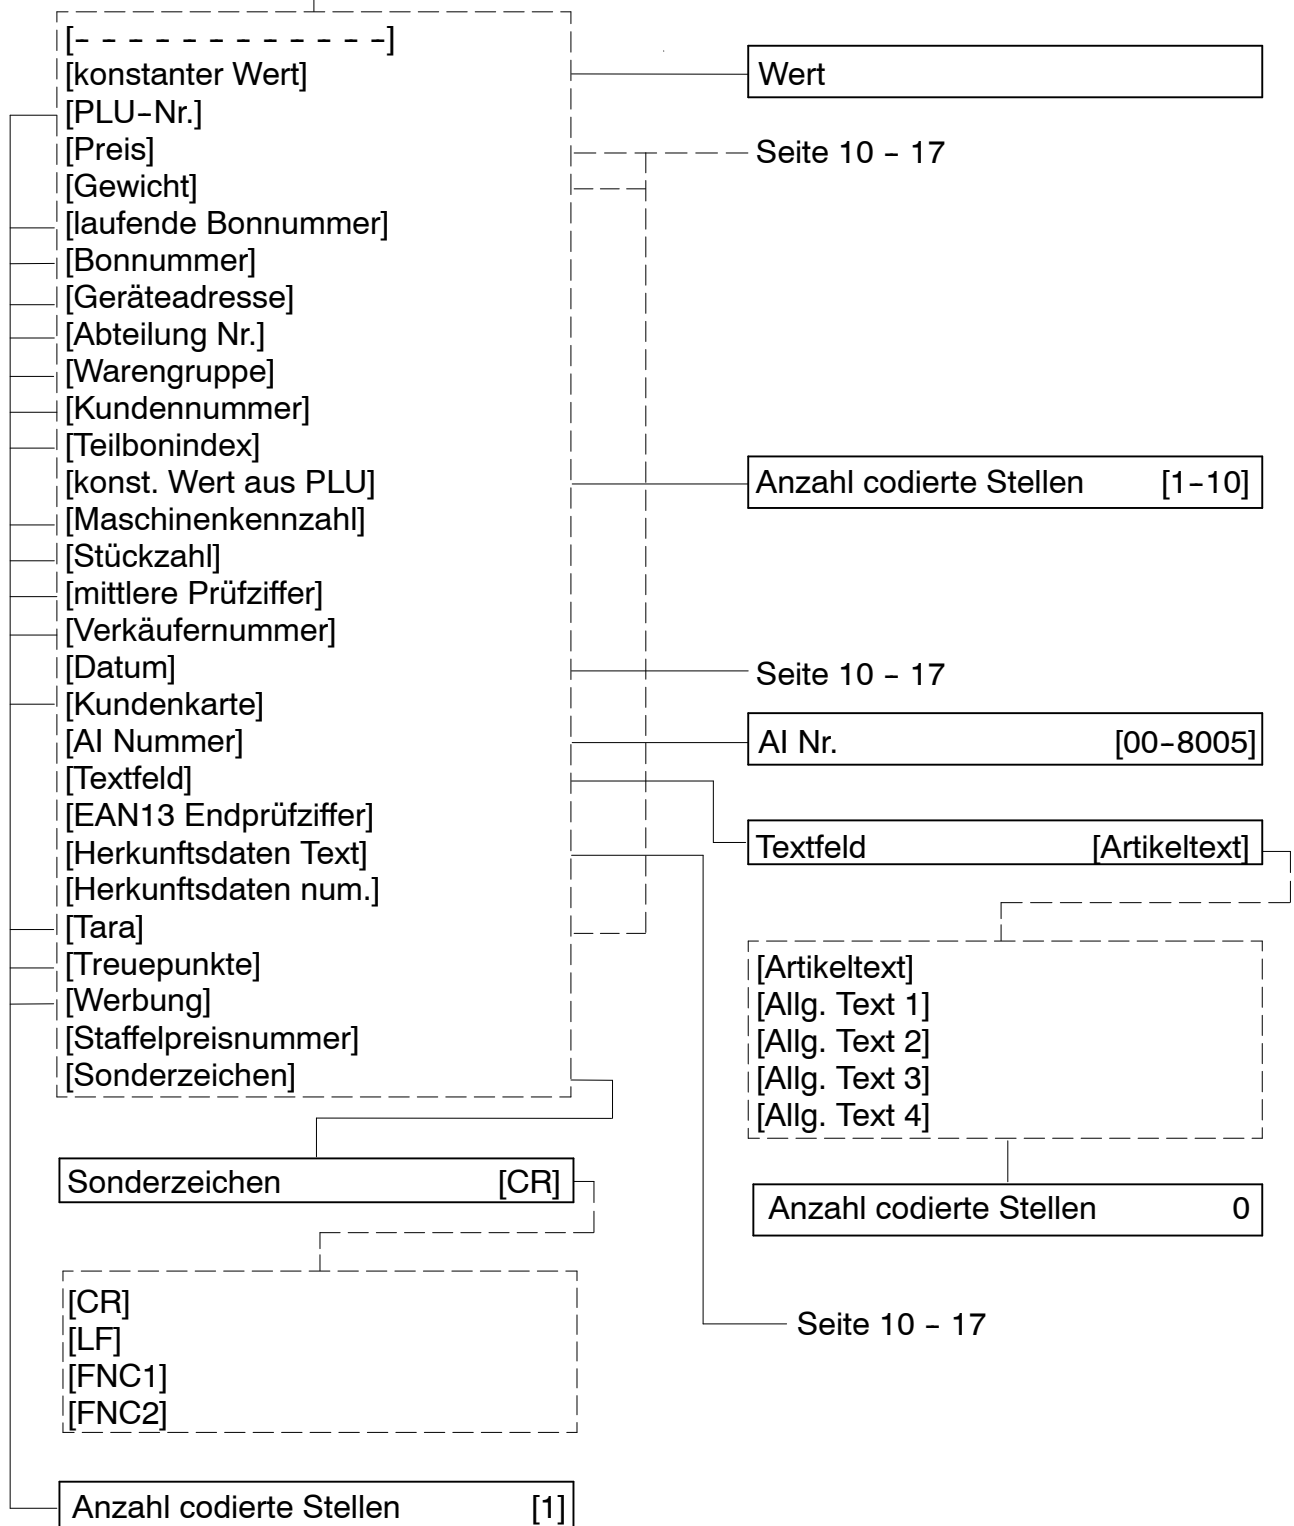 [- - - - - - - - - - - -]
[konstanter Wert]
[PLU-Nr.]
[Preis]
[Gewicht]
[laufende Bonnummer]
[Bonnummer]
[Geräteadresse]
[Abteilung Nr.]
[Warengruppe]
[Kundennummer]
[Teilbonindex]
[konst. Wert aus PLU]
[Maschinenkennzahl]
[Stückzahl]
[mittlere Prüfziffer]
[Verkäufernummer]
[Datum]
[Kundenkarte]
[AI Nummer]
[Textfeld]
[EAN13 Endprüfziffer]
[Herkunftsdaten Text]
[Herkunftsdaten num.]
[Tara]
[Treuepunkte]
[Werbung]
[Staffelpreisnummer]
[Sonderzeichen]
Sonderzeichen [CR]
[CR]
[LF]
[FNC1]
[FNC2]
Anzahl codierte Stellen [1]
Wert
Seite 10 - 17
Anzahl codierte Stellen [1-10]
Seite 10 - 17
AI Nr. [00-8005]
Textfeld [Artikeltext]
[Artikeltext]
[Allg. Text 1]
[Allg. Text 2]
[Allg. Text 3]
[Allg. Text 4]
Anzahl codierte Stellen 0
Seite 10 - 17